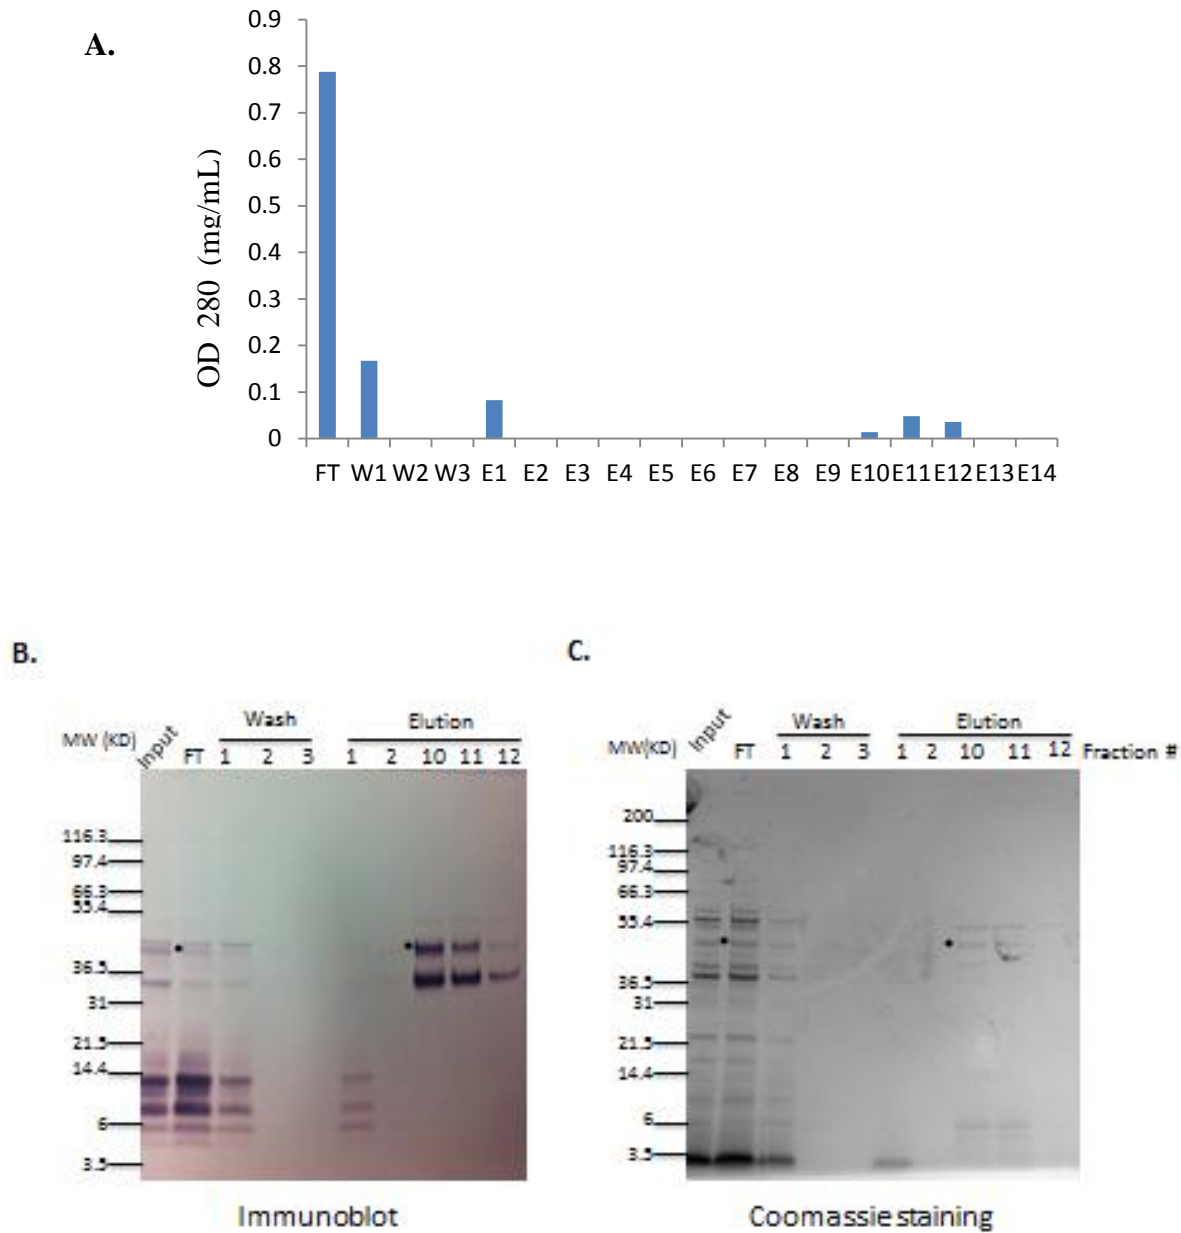 A.
OD 280 (mg/mL)
0.9
0.8
0.7
0.6
0.5
0.4
0.3
0.2
0.1
0
FT W1 W2 W3 E1 E2 E3 E4 E5 E6 E7 E8 E9 E10 E11 E12 E13 E14
B.
Wash Elution
MW (KD) Input FT 1 2 3 1 2 10 11 12
116.3
97.4
66.3
55.4
36.5
31
21.5
14.4
6
3.5
Immunoblot
C.
Wash Elution
MW(KD) Input FT 1 2 3 1 2 10 11 12 Fraction #
200
116.3
97.4
66.3
55.4
36.5
31
21.5
14.4
6
3.5
Coomassie staining